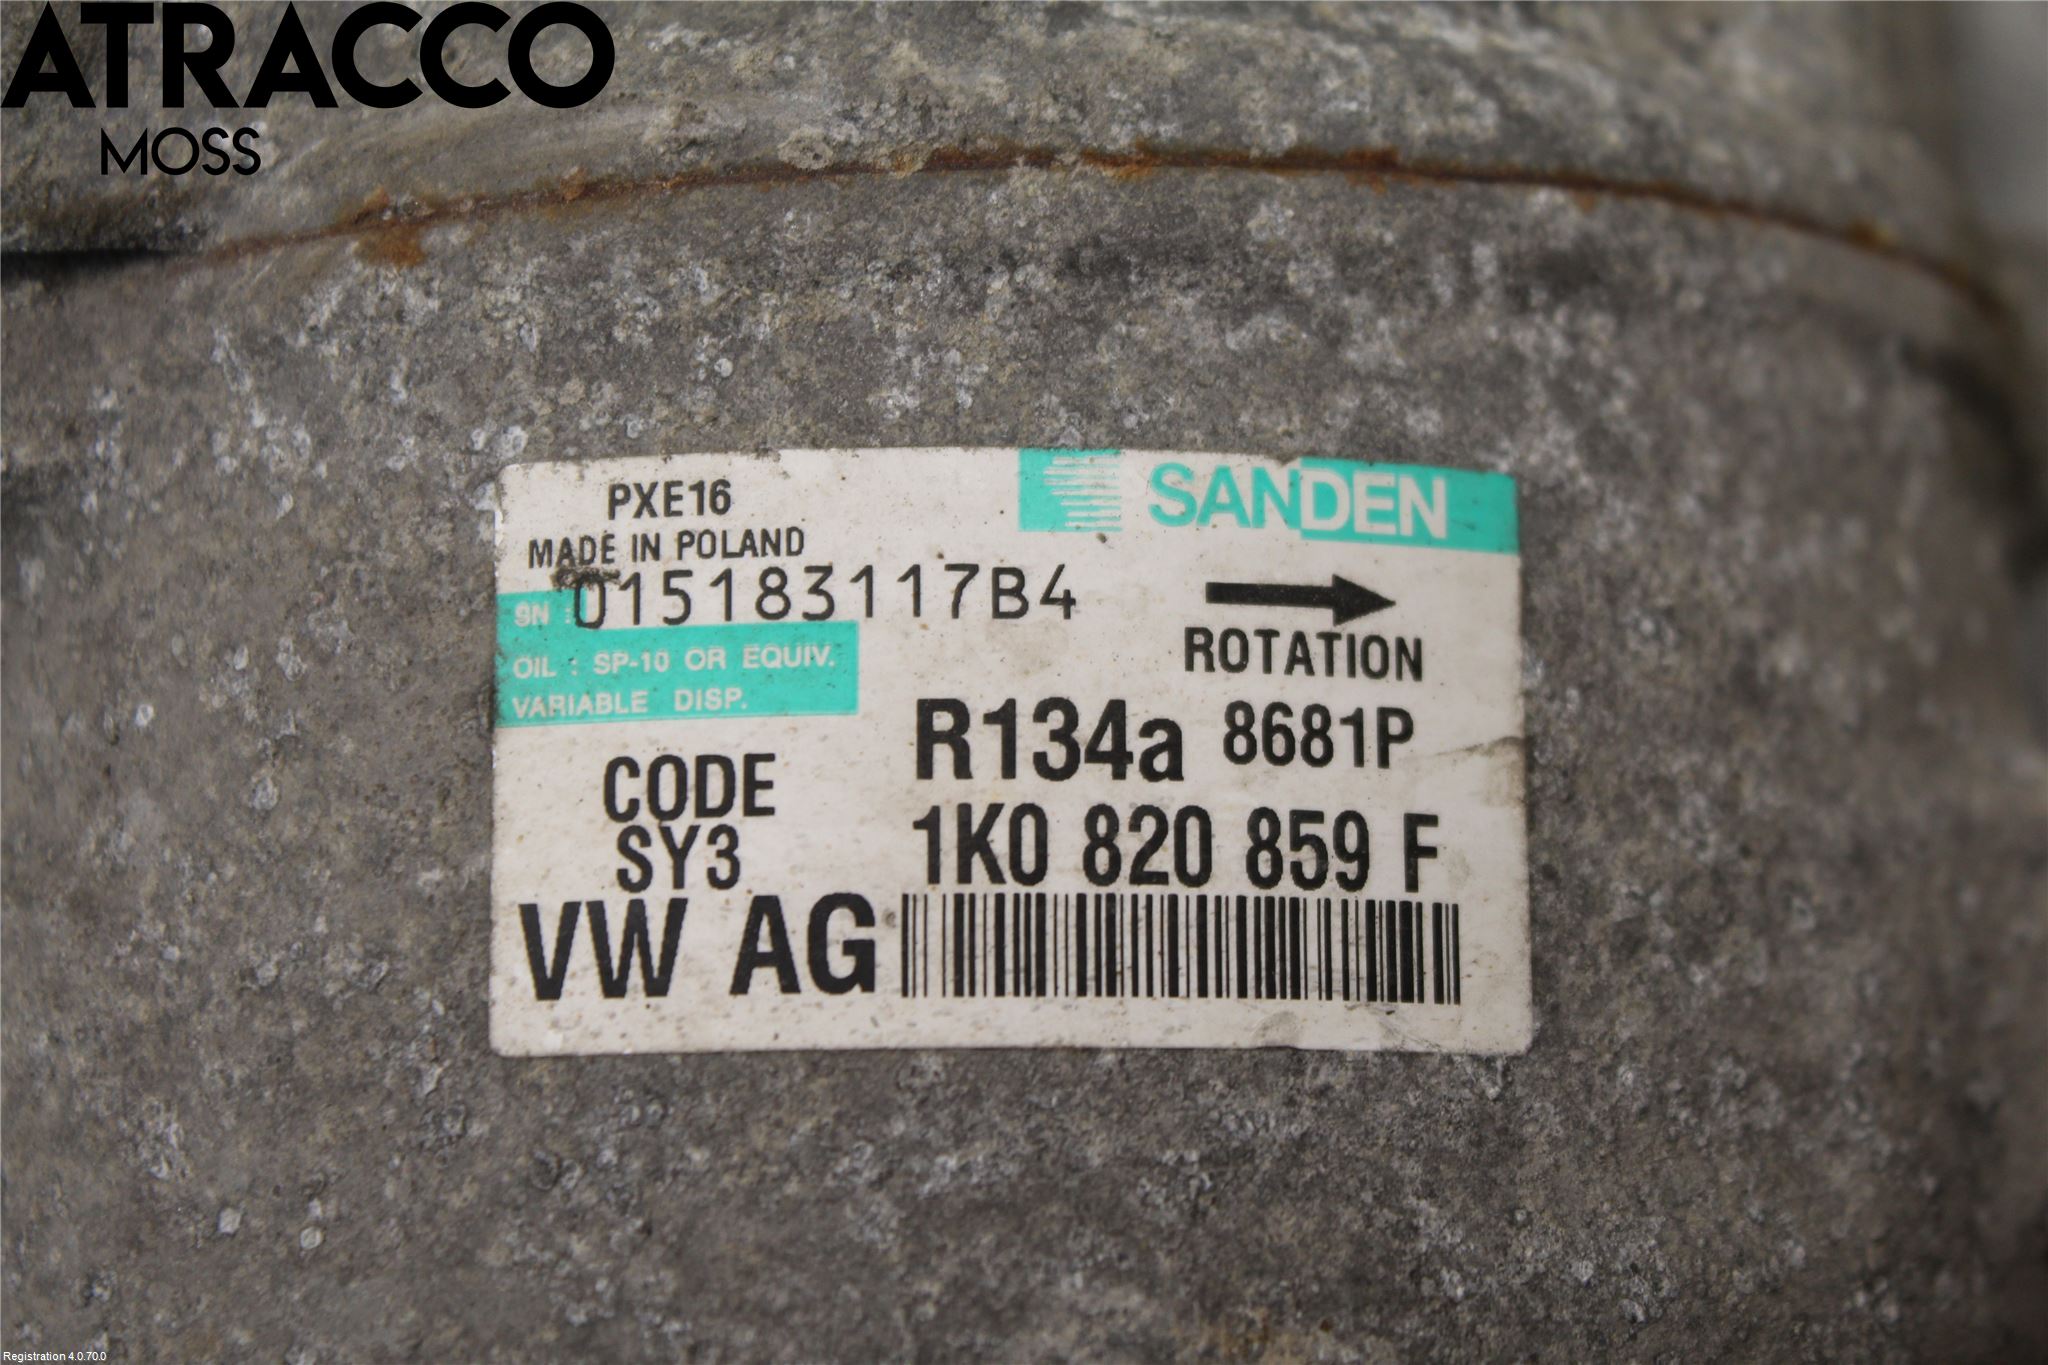 ATRACCO
MOSS
PXE16
SANDEN
MADE IN POLAND
SN : 015183117B4
ROTATION
OIL : SP-10 OR EQUIV.
VARIABLE DISP.
R134a 8681P
CODE
SY3
1K0 820 859 F
VW AG
Registration 4.0.70.0